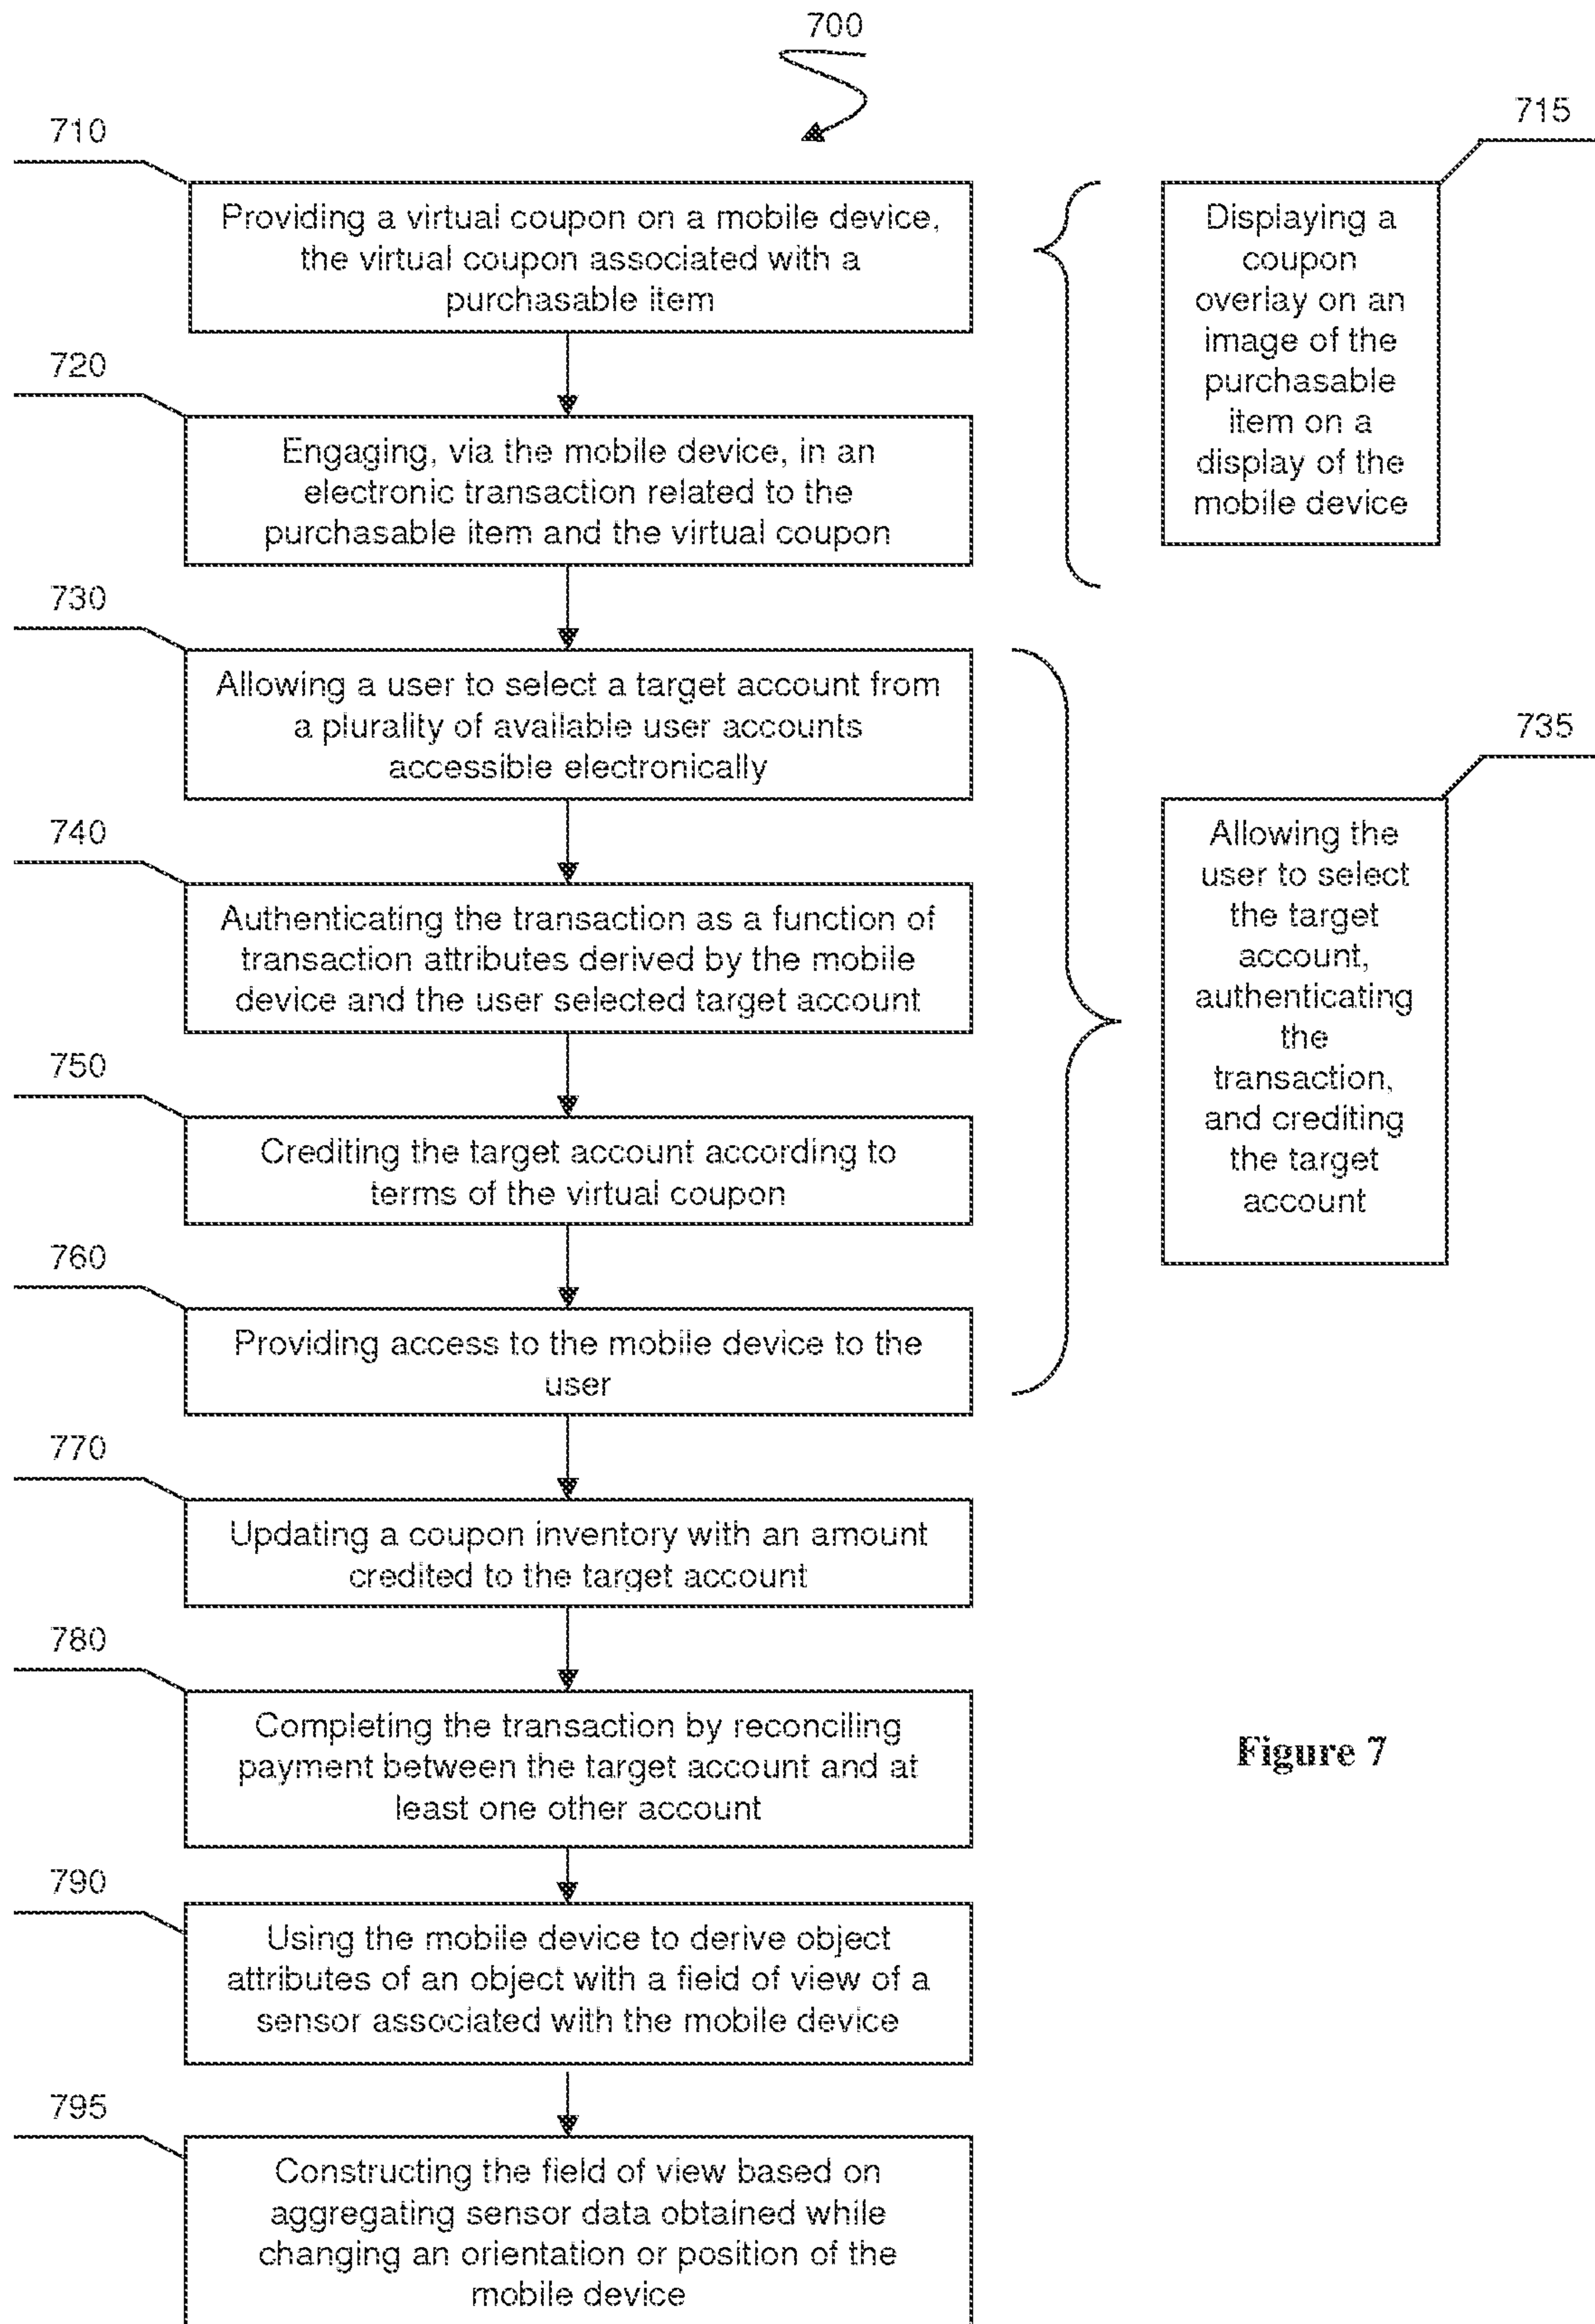 700
710
Providing a virtual coupon on a mobile device,
the virtual coupon associated with a
purchasable item
715
Displaying a
coupon
overlay on an
image of the
purchasable
item on a
display of the
mobile device
720
Engaging, via the mobile device, in an
electronic transaction related to the
purchasable item and the virtual coupon
730
Allowing a user to select a target account from
a plurality of available user accounts
accessible electronically
735
Allowing the
user to select
the target
account,
authenticating
the
transaction,
and crediting
the target
account
740
Authenticating the transaction as a function of
transaction attributes derived by the mobile
device and the user selected target account
750
Crediting the target account according to
terms of the virtual coupon
760
Providing access to the mobile device to the
user
770
Updating a coupon inventory with an amount
credited to the target account
780
Completing the transaction by reconciling
payment between the target account and at
least one other account
Figure 7
790
Using the mobile device to derive object
attributes of an object with a field of view of a
sensor associated with the mobile device
795
Constructing the field of view based on
aggregating sensor data obtained while
changing an orientation or position of the
mobile device